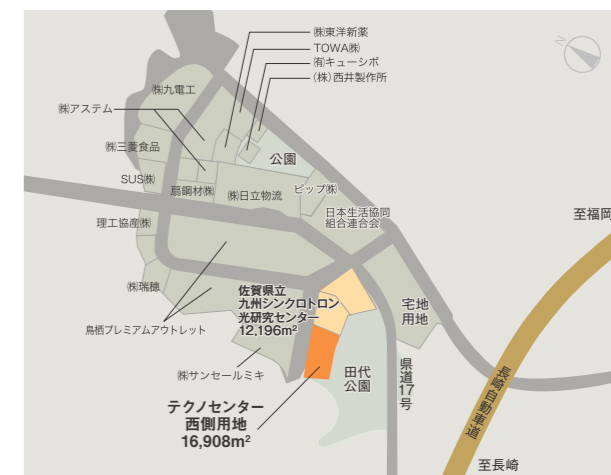 ㈱東洋新薬
TOWA㈱
㈲キューシポ
(株)西井製作所
N
㈱九電工
㈱アステム
㈱三菱食品
公園
SUS㈱
扇鋼材㈱
㈱日立物流
ピップ㈱
日本生活協同
組合連合会
理工協産㈱
至福岡
㈱瑞穂
佐賀県立
九州シンクロトロン
光研究センター
12,196m²
宅地
用地
鳥栖プレミアムアウトレット
㈱サンセールミキ
田代
公園
県道17号
長崎自動車道
テクノセンター
西側用地
16,908m²
至長崎